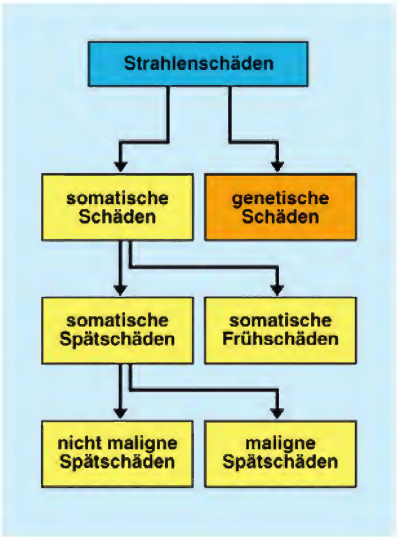 Strahlenschäden
somatische
Schäden
genetische
Schäden
somatische
Spätschäden
somatische
Frühschäden
nicht maligne
Spätschäden
maligne
Spätschäden